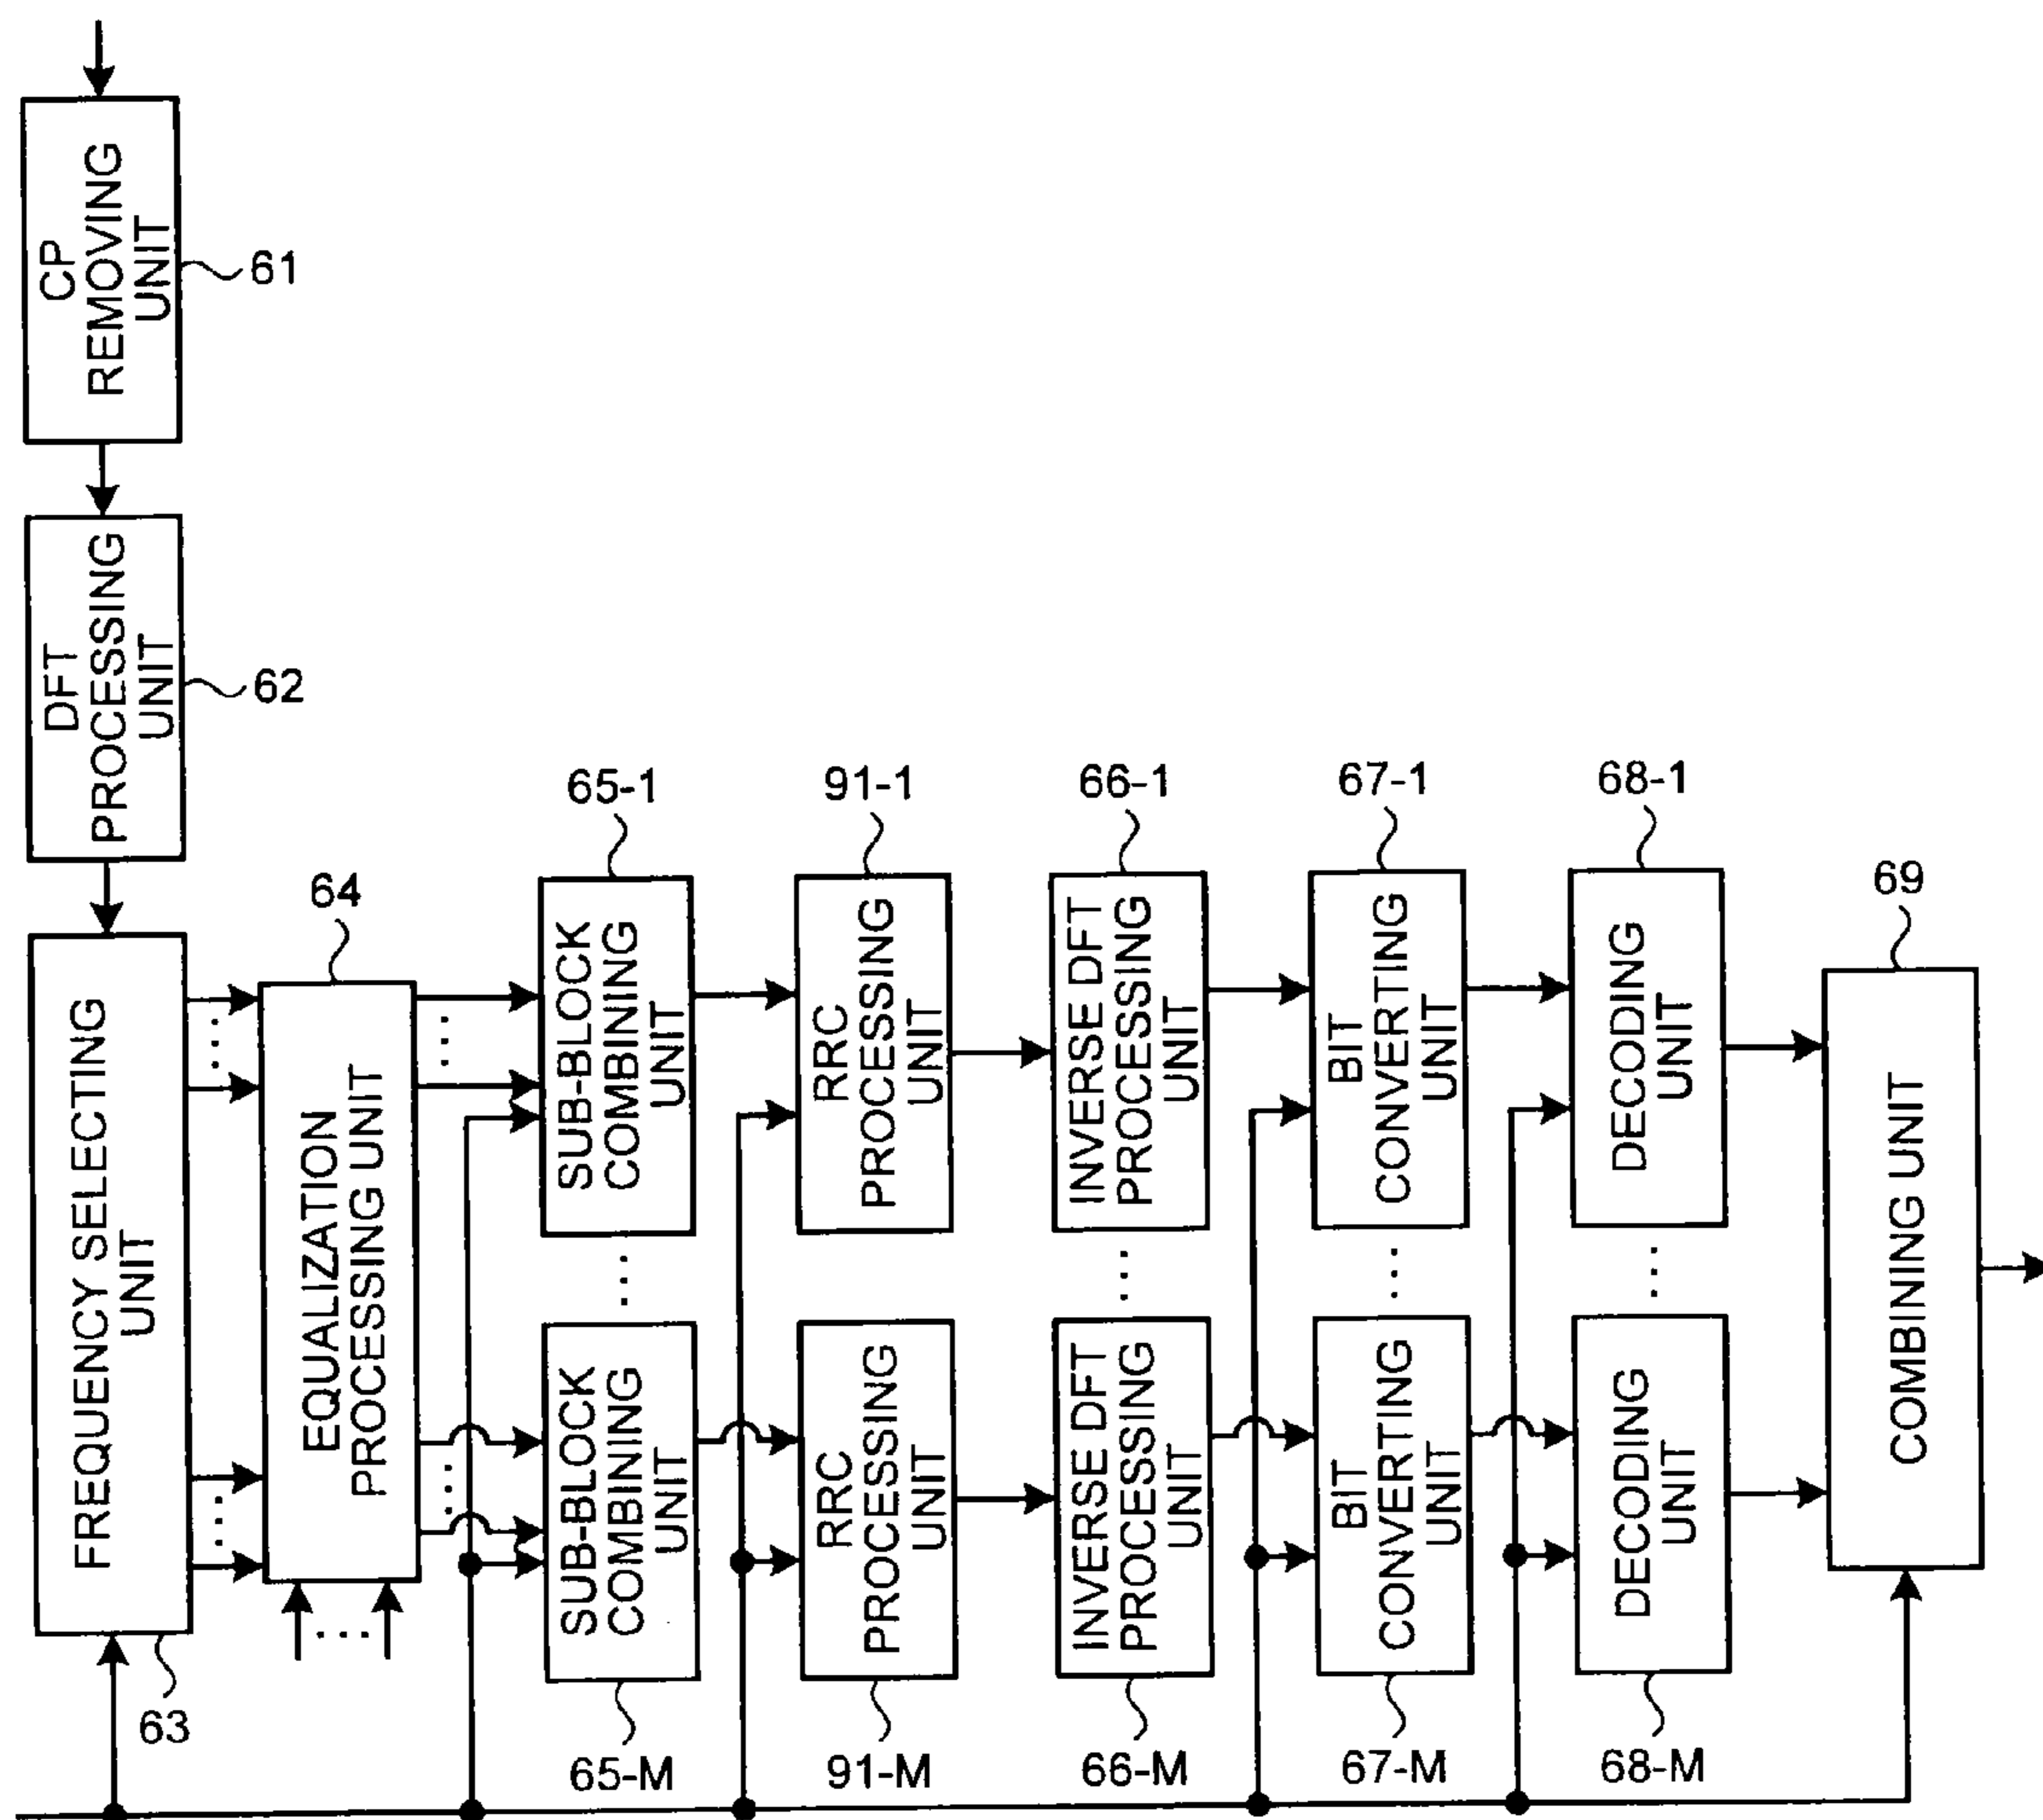 CP
REMOVING
UNIT
61
DFT
PROCESSING
UNIT
62
FREQUENCY SELECTING
UNIT
63
EQUALIZATION
PROCESSING UNIT
64
65-1
SUB-BLOCK
COMBINING
UNIT
91-1
RRC
PROCESSING
UNIT
66-1
INVERSE DFT
PROCESSING
UNIT
67-1
BIT
CONVERTING
UNIT
68-1
DECODING
UNIT
69
COMBINING UNIT
SUB-BLOCK
COMBINING
UNIT
65-M
RRC
PROCESSING
UNIT
91-M
INVERSE DFT
PROCESSING
UNIT
66-M
BIT
CONVERTING
UNIT
67-M
DECODING
UNIT
68-M